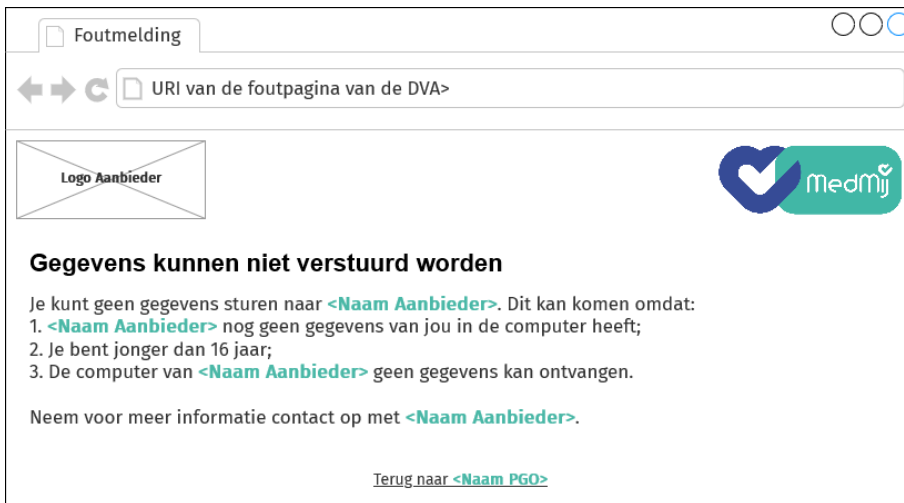 Foutmelding
URI van de foutpagina van de DVA>
Logo Aanbieder
MedMij
Gegevens kunnen niet verstuurd worden
Je kunt geen gegevens sturen naar <Naam Aanbieder>. Dit kan komen omdat:
1. <Naam Aanbieder> nog geen gegevens van jou in de computer heeft;
2. Je bent jonger dan 16 jaar;
3. De computer van <Naam Aanbieder> geen gegevens kan ontvangen.
Neem voor meer informatie contact op met <Naam Aanbieder>.
Terug naar <Naam PGO>